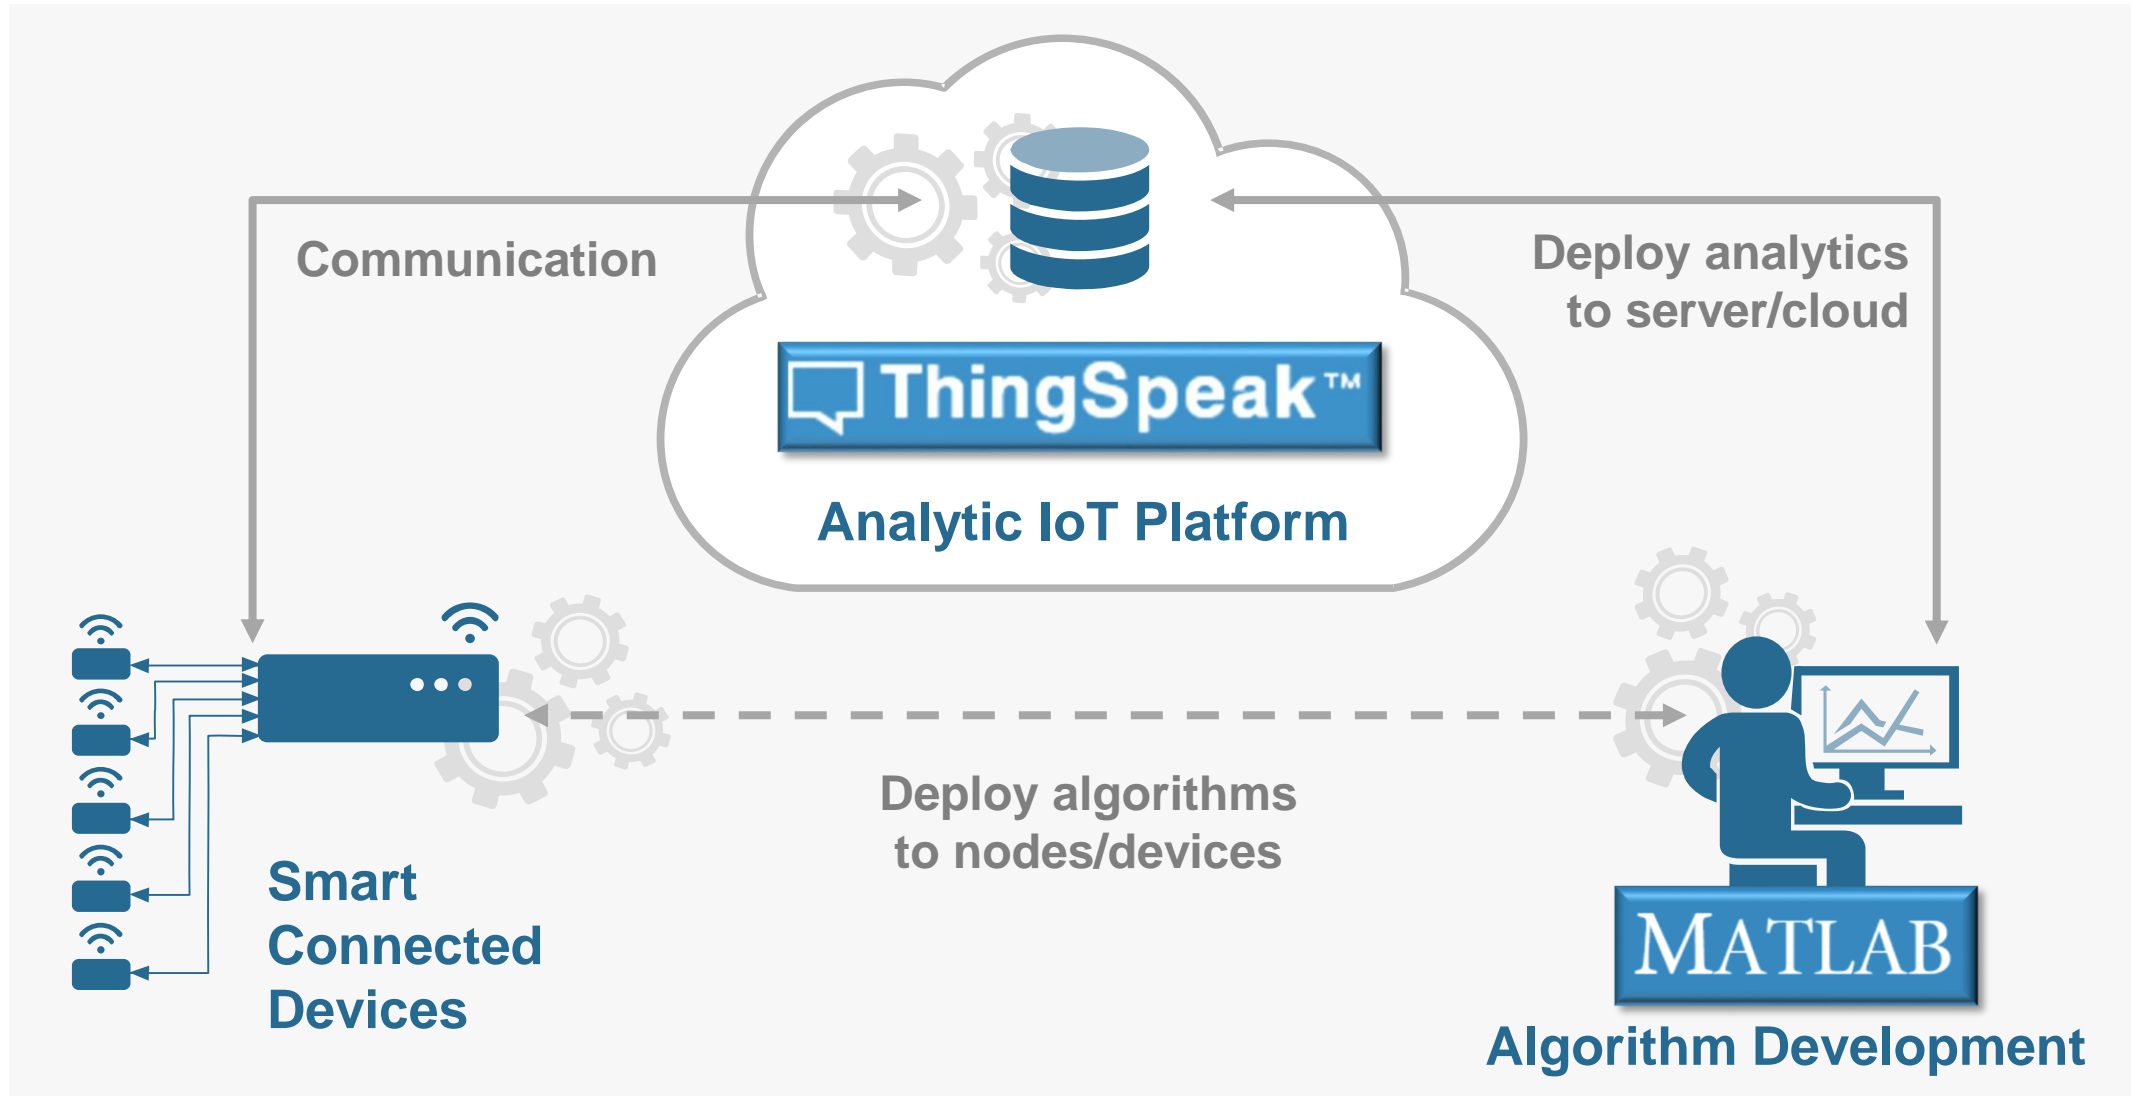 Communication
Deploy analytics
to server/cloud
ThingSpeak™
Analytic IoT Platform
Deploy algorithms
to nodes/devices
Smart
Connected
Devices
MATLAB
Algorithm Development